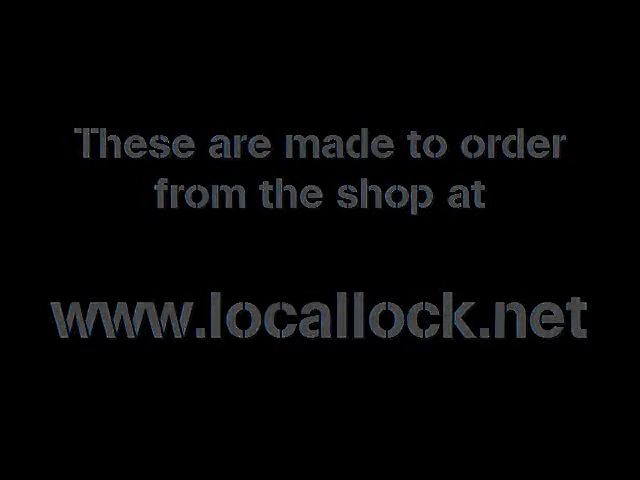 These are made to order
from the shop at
www.locallock.net